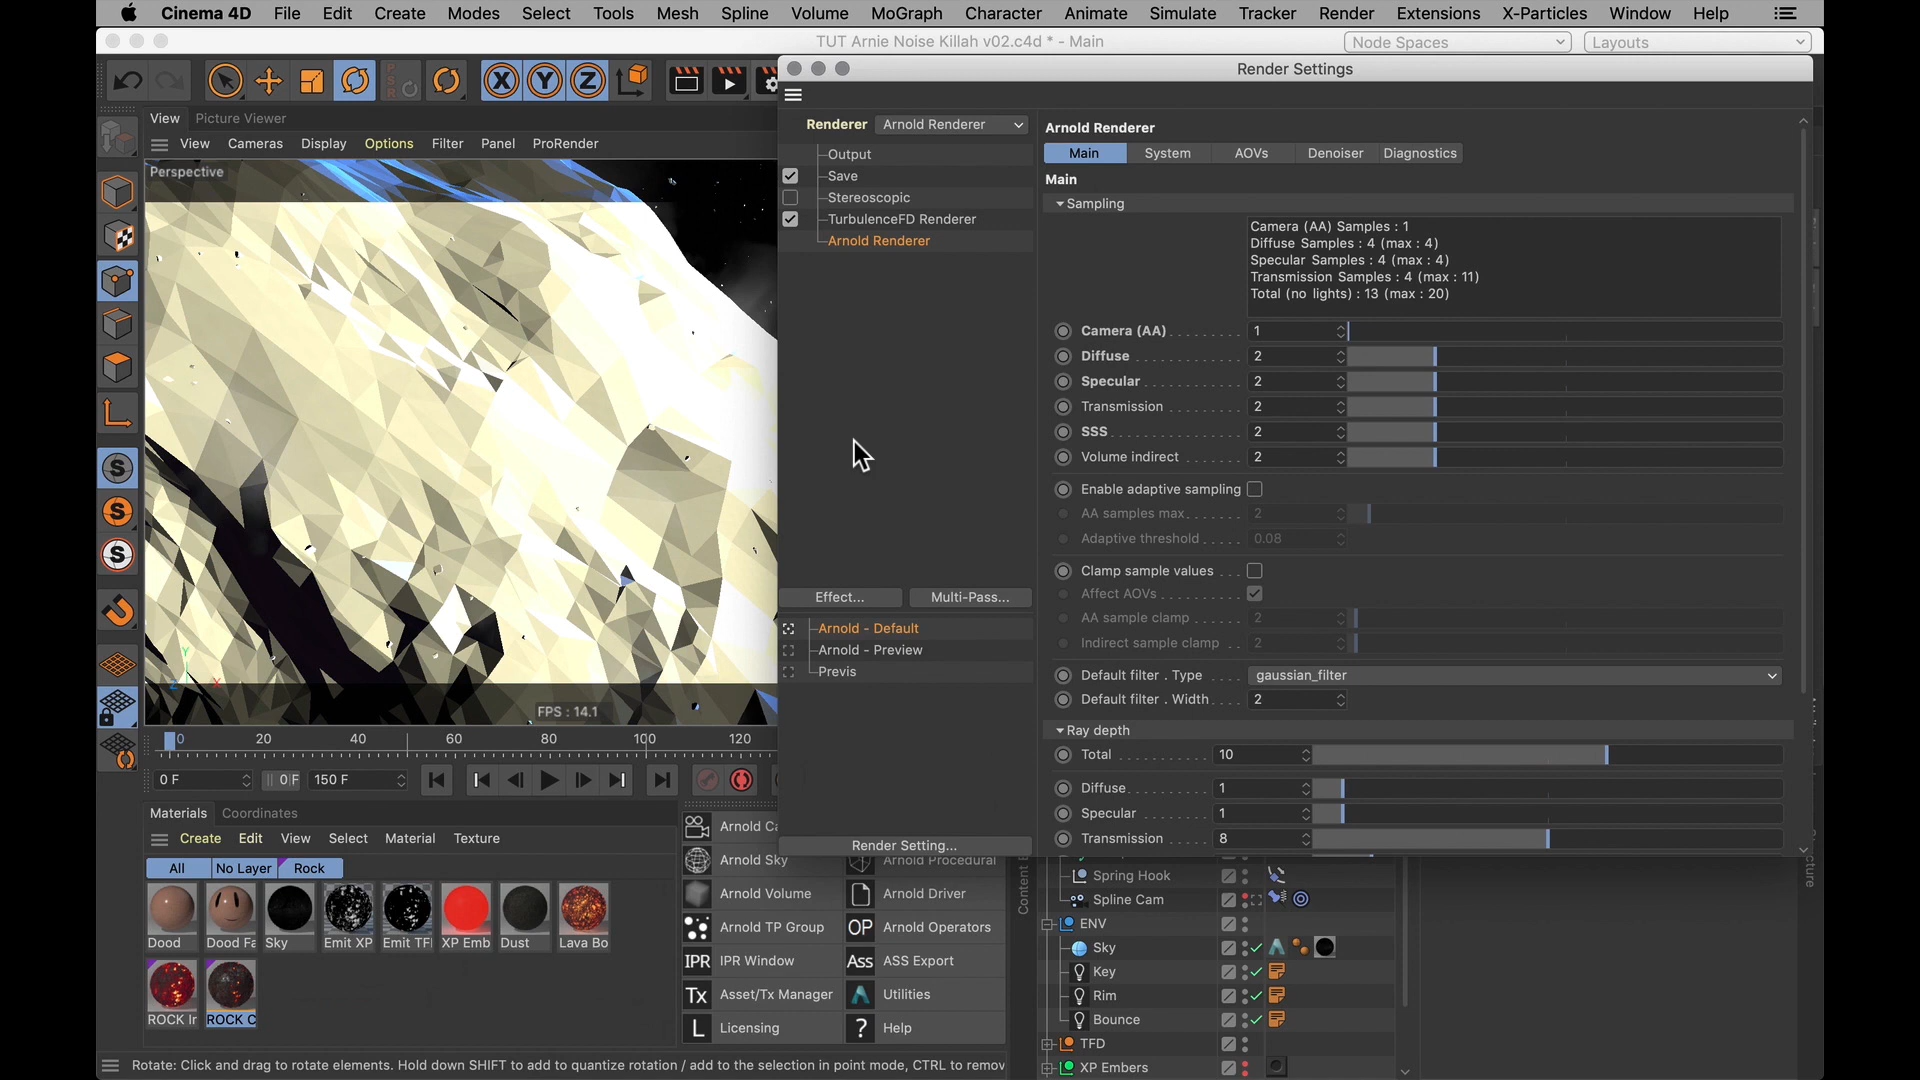 Cinema 4D File Edit Create Modes Select Tools Mesh Spline Volume MoGraph Character Animate Simulate Tracker Render Extensions X-Particles Window Help
TUT Arnie Noise Killah v02.c4d * - Main
Node Spaces
Layouts
Render Settings
X Y Z
View Picture Viewer
View Cameras Display Options Filter Panel ProRender
Perspective
FPS : 14.1
Renderer Arnold Renderer
Output
Save
Stereoscopic
TurbulenceFD Renderer
Arnold Renderer
Effect... Multi-Pass...
Arnold - Default
Arnold - Preview
Previs
Render Setting...
Arnold Renderer
Main System AOVs Denoiser Diagnostics
Main
Sampling
Camera (AA) Samples : 1
Diffuse Samples : 4 (max : 4)
Specular Samples : 4 (max : 4)
Transmission Samples : 4 (max : 11)
Total (no lights) : 13 (max : 20)
Camera (AA) 1
Diffuse 2
Specular 2
Transmission 2
SSS 2
Volume indirect 2
Enable adaptive sampling
AA samples max 2
Adaptive threshold 0.08
Clamp sample values
Affect AOVs
AA sample clamp 2
Indirect sample clamp 2
Default filter . Type gaussian_filter
Default filter . Width 2
Ray depth
Total 10
Diffuse 1
Specular 1
Transmission 8
0 20 40 60 80 100 120
0 F 0 F 150 F
Materials Coordinates
Create Edit View Select Material Texture
All No Layer Rock
Dood Dood Fa Sky Emit XP Emit TFI XP Emb Dust Lava Bo
ROCK Ir ROCK C
Arnold Ca
Arnold Sky Arnold Procedural
Arnold Volume Arnold Driver
Arnold TP Group OP Arnold Operators
IPR IPR Window Ass ASS Export
Tx Asset/Tx Manager Utilities
L Licensing ? Help
Content B
Spring Hook
Spline Cam
ENV
Sky
Key
Rim
Bounce
TFD
XP Embers
Rotate: Click and drag to rotate elements. Hold down SHIFT to add to quantize rotation / add to the selection in point mode, CTRL to remov